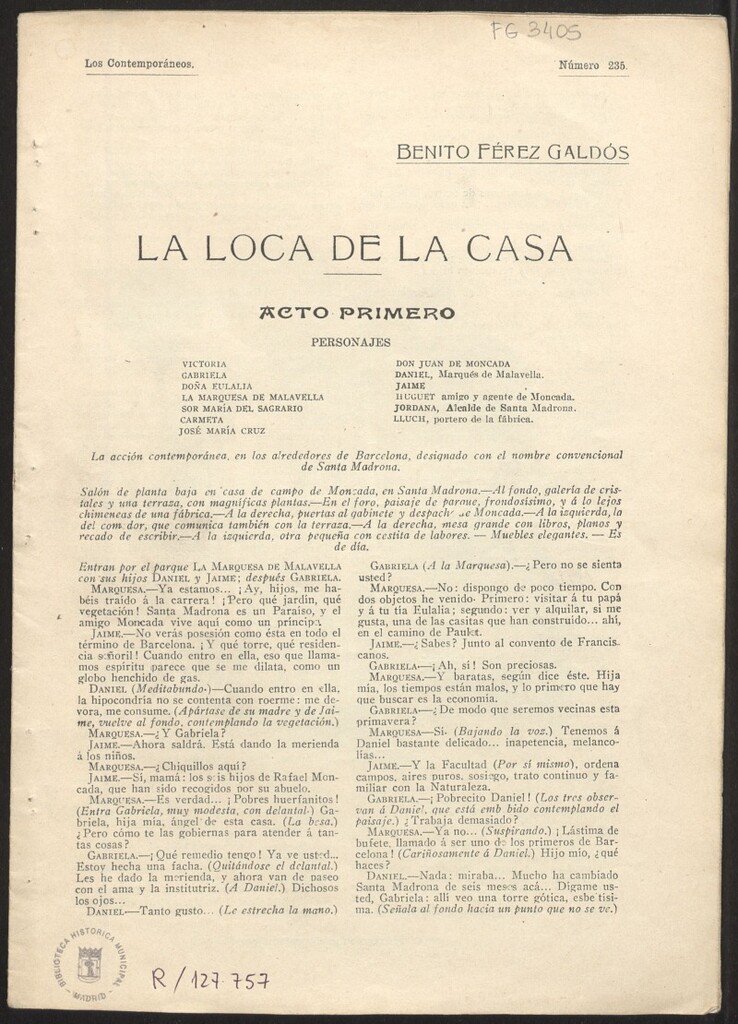 FG 3405
Los Contemporáneos.
Número 235.
BENITO PÉREZ GALDÓS
LA LOCA DE LA CASA
ACTO PRIMERO
PERSONAJES
VICTORIA
GABRIELA
DOÑA EULALIA
LA MARQUESA DE MALAVELLA
SOR MARÍA DEL SAGRARIO
CARMETA
JOSÉ MARÍA CRUZ
DON JUAN DE MONCADA
DANIEL, Marqués de Malavella.
JAIME
HUGUET amigo y agente de Moncada.
JORDANA, Alcalde de Santa Madrona.
LLUCH, portero de la fábrica.
La acción contemporánea, en los alrededores de Barcelona, designado con el nombre convencional
de Santa Madrona.
Salón de planta baja en casa de campo de Moncada, en Santa Madrona.—Al fondo, galería de cris-
tales y una terraza, con magníficas plantas.—En el foro, paisaje de parque, frondosísimo, y á lo lejos
chimeneas de una fábrica.—A la derecha, puertas al gabinete y despacho de Moncada.—A la izquierda, la
del comedor, que comunica también con la terraza.—A la derecha, mesa grande con libros, planos y
recado de escribir.—A la izquierda, otra pequeña con cestita de labores. — Muebles elegantes. — Es
de día.
Entran por el parque LA MARQUESA DE MALAVELLA
con sus hijos DANIEL y JAIME; después GABRIELA.
MARQUESA.—Ya estamos... ¡Ay, hijos, me ha-
béis traído á la carrera! ¡Pero qué jardín, qué
vegetación! Santa Madrona es un Paraíso, y el
amigo Moncada vive aquí como un príncipe.
JAIME.—No verás posesión como ésta en todo el
término de Barcelona. ¡Y qué torre, qué residen-
cia señoril! Cuando entro en ella, eso que llama-
mos espíritu parece que se me dilata, como un
globo henchido de gas.
DANIEL (Meditabundo.)—Cuando entro en ella,
la hipocondria no se contenta con roerme: me de-
vora, me consume. (Apártase de su madre y de Jai-
me, vuelve al fondo, contemplando la vegetación.)
MARQUESA.—¿Y Gabriela?
JAIME.—Ahora saldrá. Está dando la merienda
á los niños.
MARQUESA.—¿Chiquillos aquí?
JAIME.—Sí, mamá: los seis hijos de Rafael Mon-
cada, que han sido recogidos por su abuelo.
MARQUESA.—Es verdad... ¡Pobres huerfanitos!
(Entra Gabriela, muy modesta, con delantal.) Ga-
briela, hija mía, ángel de esta casa. (La besa.)
¿Pero cómo te las gobiernas para atender á tan-
tas cosas?
GABRIELA.—¡Qué remedio tengo! Ya ve usted...
Estoy hecha una facha. (Quitándose el delantal.)
Les he dado la merienda, y ahora van de paseo
con el ama y la institutriz. (A Daniel.) Dichosos
los ojos...
DANIEL.—Tanto gusto... (Le estrecha la mano.)
GABRIELA (A la Marquesa).—¿Pero no se sienta
usted?
MARQUESA.—No: dispongo de poco tiempo. Con
dos objetos he venido. Primero: visitar á tu papá
y á tu tía Eulalia; segundo: ver y alquilar, si me
gusta, una de las casitas que han construido... ahí,
en el camino de Paulet.
JAIME.—¿Sabes? Junto al convento de Francis-
canos.
GABRIELA.—¡Ah, sí! Son preciosas.
MARQUESA.—Y baratas, según dice éste. Hija
mía, los tiempos están malos, y lo primero que hay
que buscar es la economía.
GABRIELA.—¿De modo que seremos vecinas esta
primavera?
MARQUESA.—Sí. (Bajando la voz.) Tenemos á
Daniel bastante delicado... inapetencia, melanco-
lías...
JAIME.—Y la Facultad (Por sí mismo), ordena
campos, aires puros, sosiego, trato continuo y fa-
miliar con la Naturaleza.
GABRIELA.—¡Pobrecito Daniel! (Los tres obser-
van á Daniel, que está embebido contemplando el
paisaje.) ¿Trabaja demasiado?
MARQUESA.—Ya no... (Suspirando.) ¡Lástima de
bufete, llamado á ser uno de los primeros de Bar-
celona! (Cariñosamente á Daniel.) Hijo mío, ¿qué
haces?
DANIEL.—Nada: miraba... Mucho ha cambiado
Santa Madrona de seis meses acá... Dígame us-
ted, Gabriela: allí veo una torre gótica, esbeltísi-
sima. (Señala al fondo hacia un punto que no se ve.)
BIBLIOTECA HISTORICA MUNICIPAL
MADRID
R/127.757